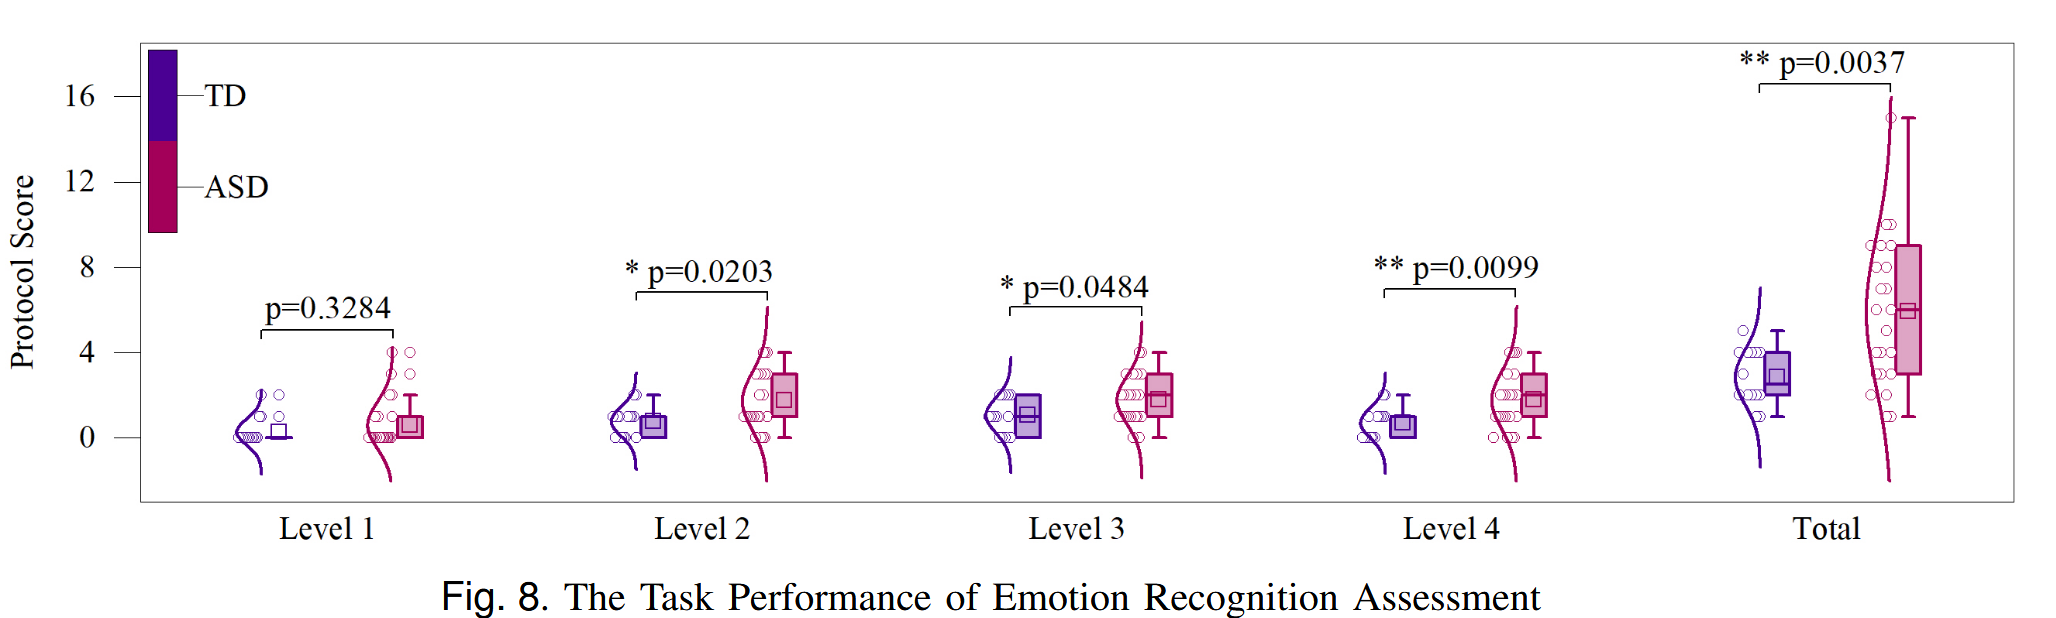 ** p=0.0037
16
TD
12
ASD
Protocol Score
8
* p=0.0203
** p=0.0099
p=0.3284
* p=0.0484
4
0
Level 1
Level 2
Level 3
Level 4
Total
Fig. 8. The Task Performance of Emotion Recognition Assessment